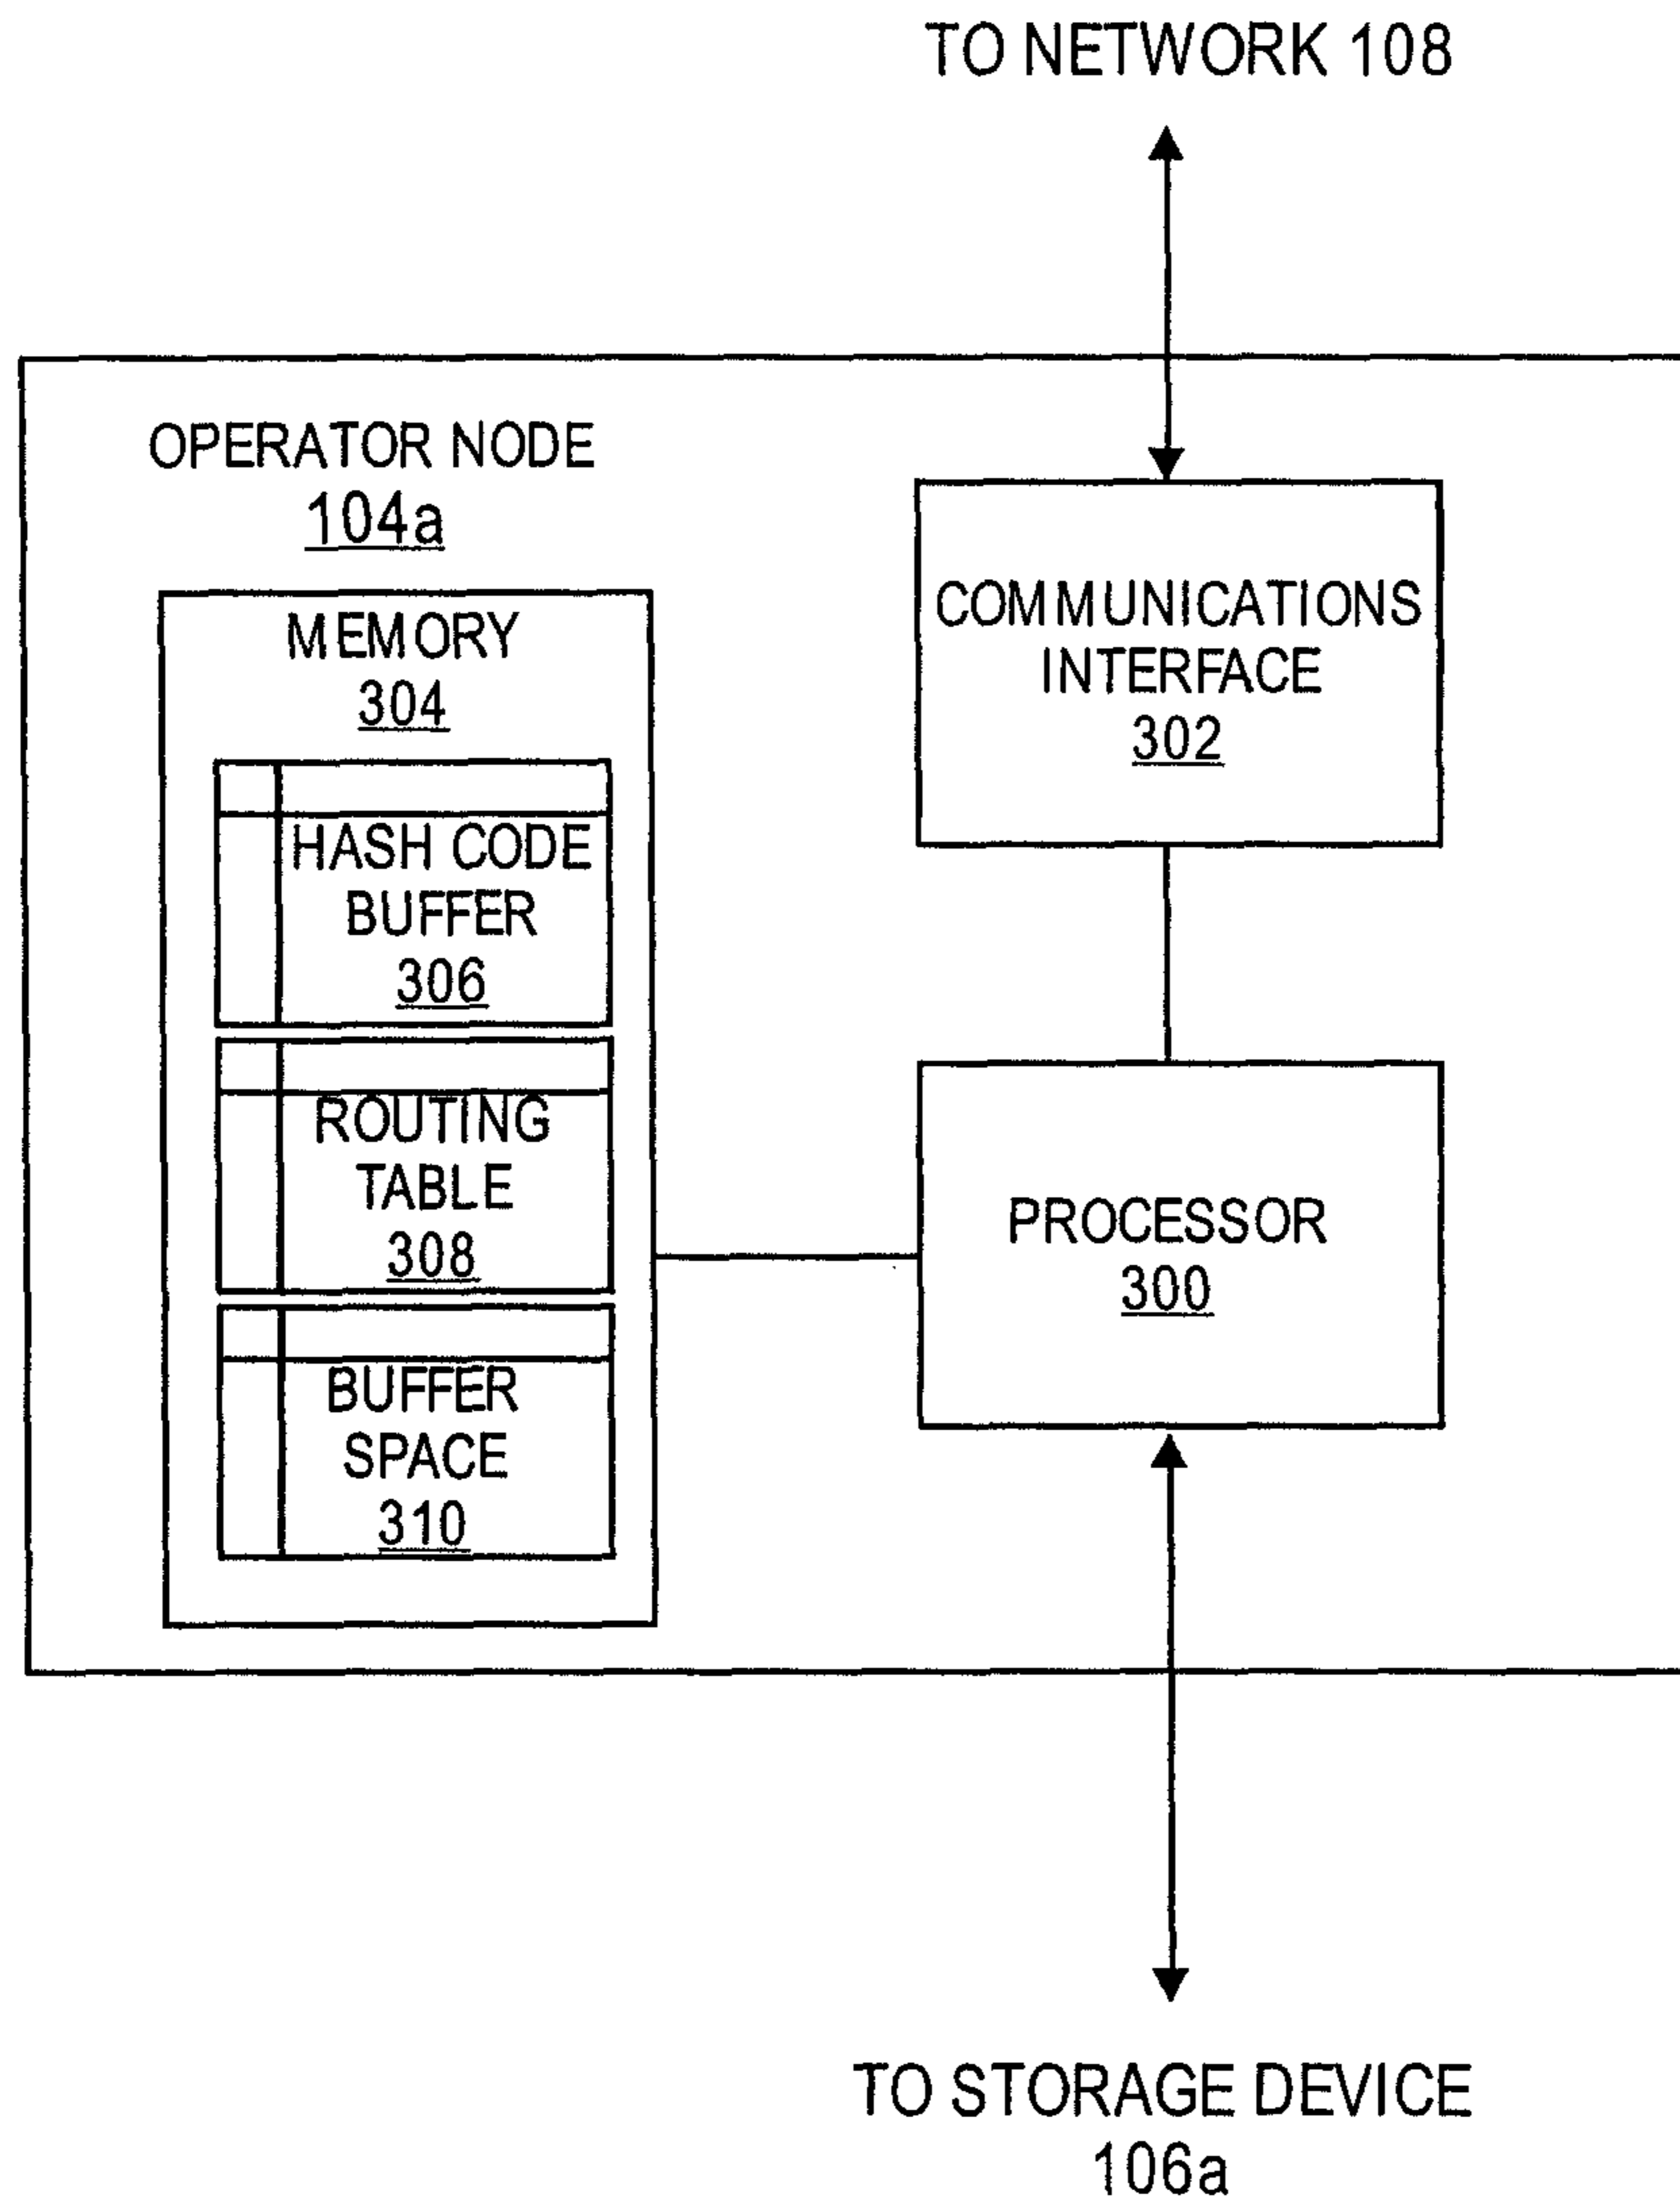 TO NETWORK 108
OPERATOR NODE
104a
MEMORY
304
HASH CODE
BUFFER
306
ROUTING
TABLE
308
BUFFER
SPACE
310
COMMUNICATIONS
INTERFACE
302
PROCESSOR
300
TO STORAGE DEVICE
106a